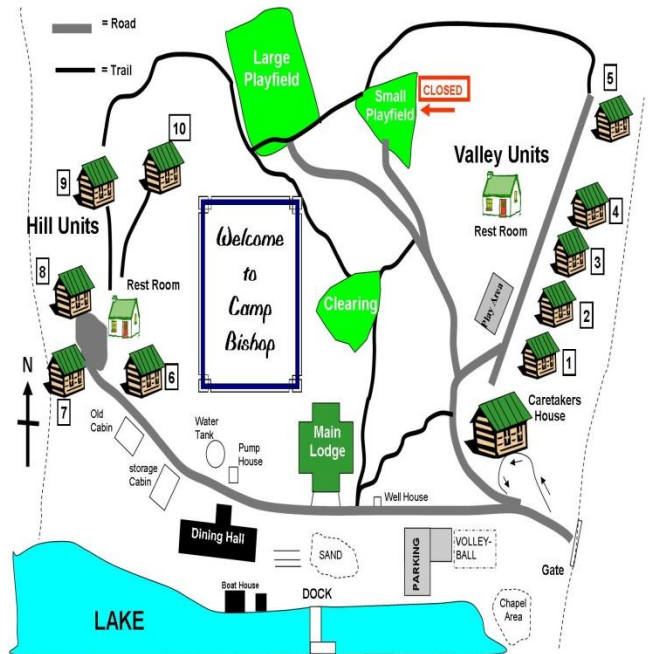 = Road
= Trail
Large
Playfield
Small
Playfield
CLOSED
5
10
9
Valley Units
Rest Room
4
3
2
1
Hill Units
8
Rest Room
Welcome
to
Camp
Bishop
Clearing
Play Area
N
7
6
Caretakers
House
Old
Cabin
Water
Tank
Pump
House
storage
Cabin
Main
Lodge
Well House
Dining Hall
SAND
PARKING
VOLLEY-
BALL
Gate
Boat House
DOCK
LAKE
Chapel
Area